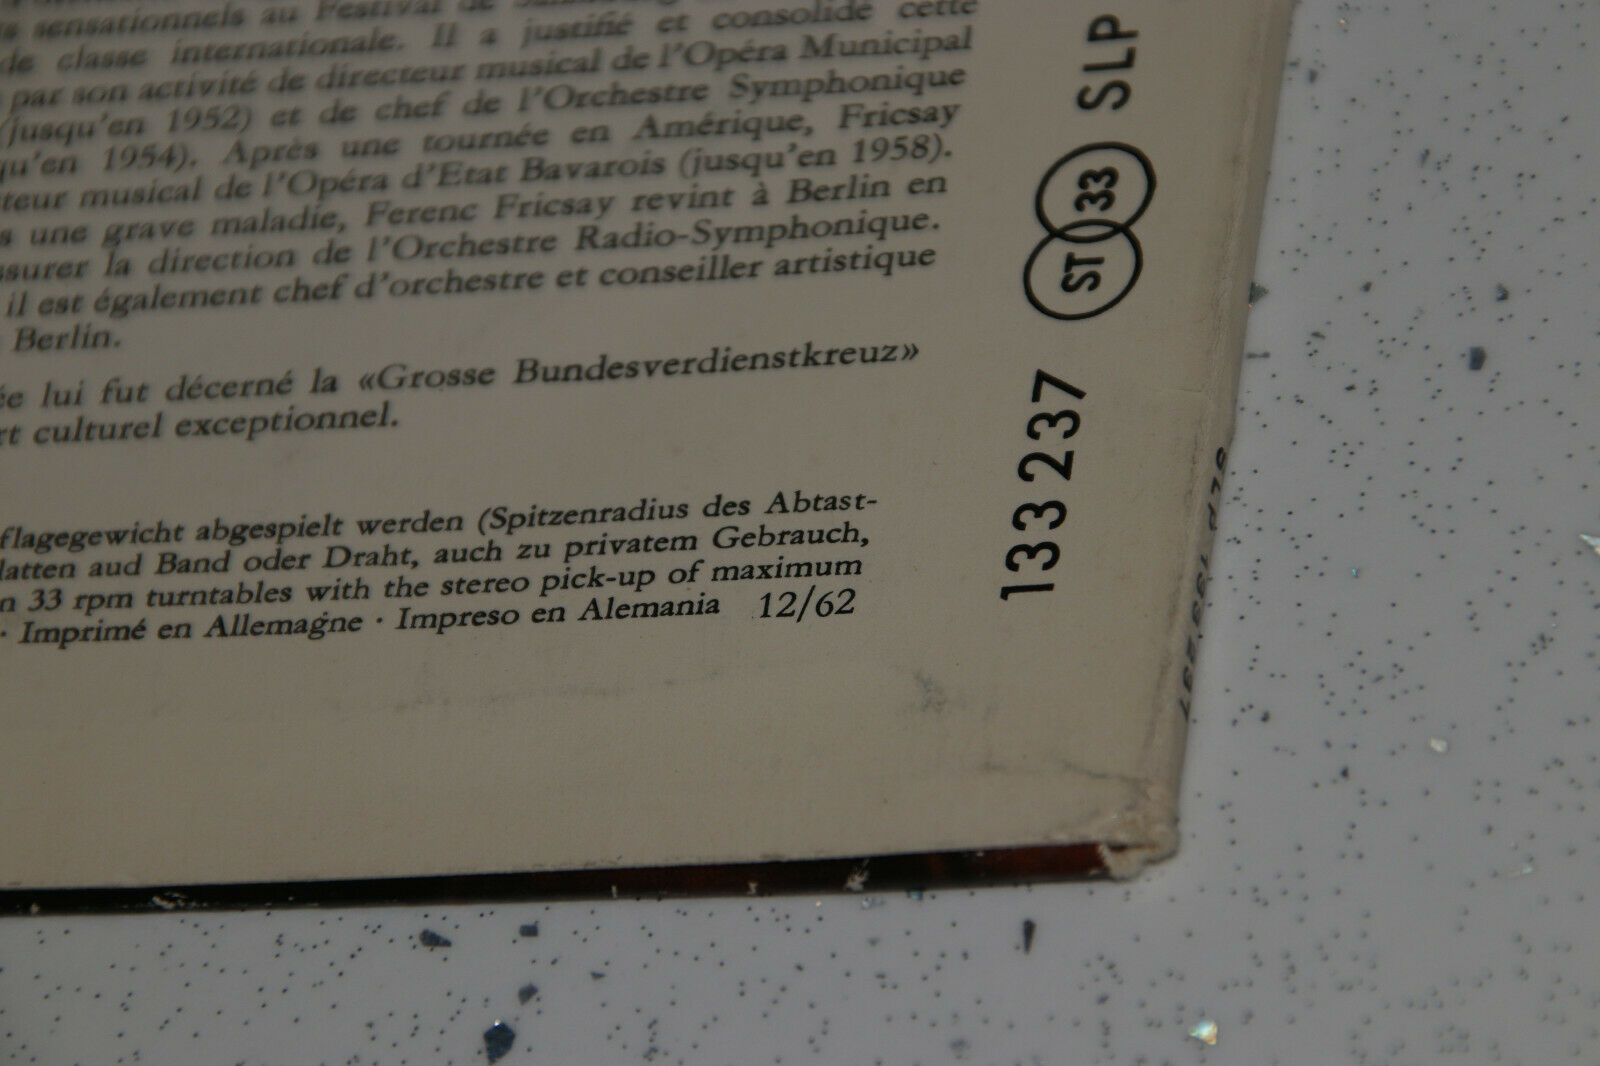 sensationnels au Festival de
de classe internationale. Il a justifié et consolidé cette
par son activité de directeur musical de l'Opéra Municipal
(jusqu'en 1952) et de chef de l'Orchestre Symphonique
qu'en 1954). Après une tournée en Amérique, Fricsay
teur musical de l'Opéra d'Etat Bavarois (jusqu'en 1958).
s une grave maladie, Ferenc Fricsay revint à Berlin en
ssurer la direction de l'Orchestre Radio-Symphonique.
il est également chef d'orchestre et conseiller artistique
Berlin.
ée lui fut décerné la «Grosse Bundesverdienstkreuz»
rt culturel exceptionnel.
flagegewicht abgespielt werden (Spitzenradius des Abtast-
latten aud Band oder Draht, auch zu privatem Gebrauch,
n 33 rpm turntables with the stereo pick-up of maximum
· Imprimé en Allemagne · Impreso en Alemania 12/62
133 237 ST 33 SLP